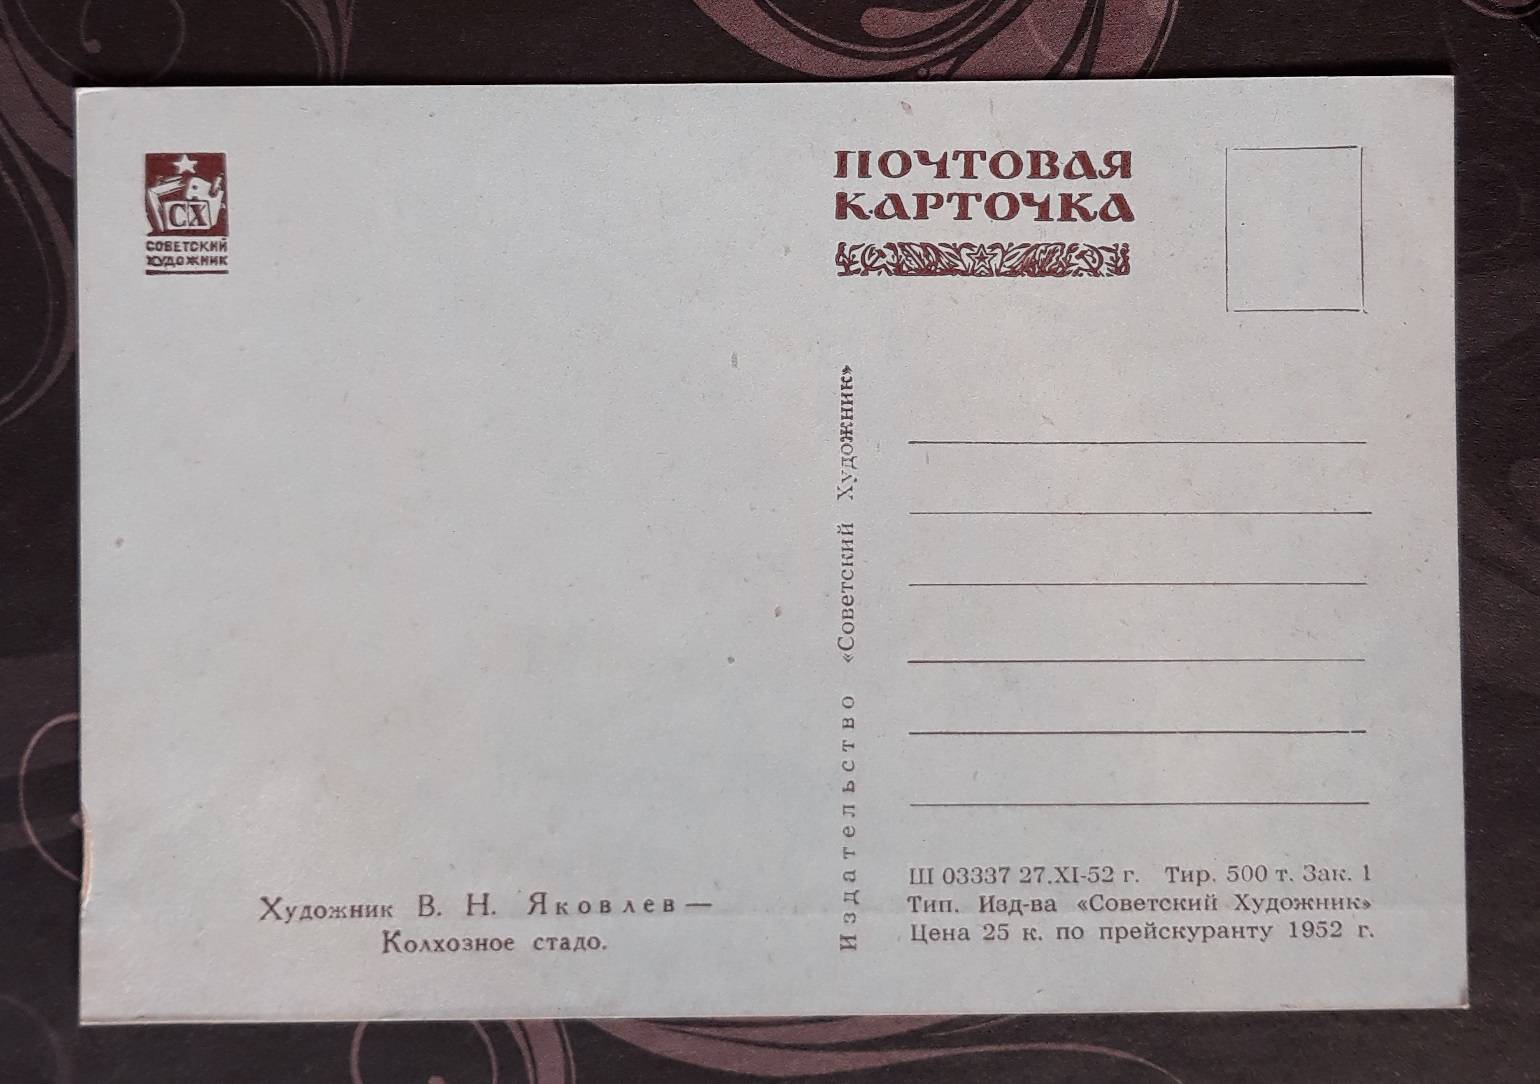 СХ
СОВЕТСКИЙ
ХУДОЖНИК
ПОЧТОВАЯ
КАРТОЧКА
Издательство «Советский Художник»
Художник В. Н. Яковлев —
Колхозное стадо.
Ш 03337 27.XI-52 г. Тир. 500 т. Зак. 1
Тип. Изд-ва «Советский Художник»
Цена 25 к. по прейскуранту 1952 г.